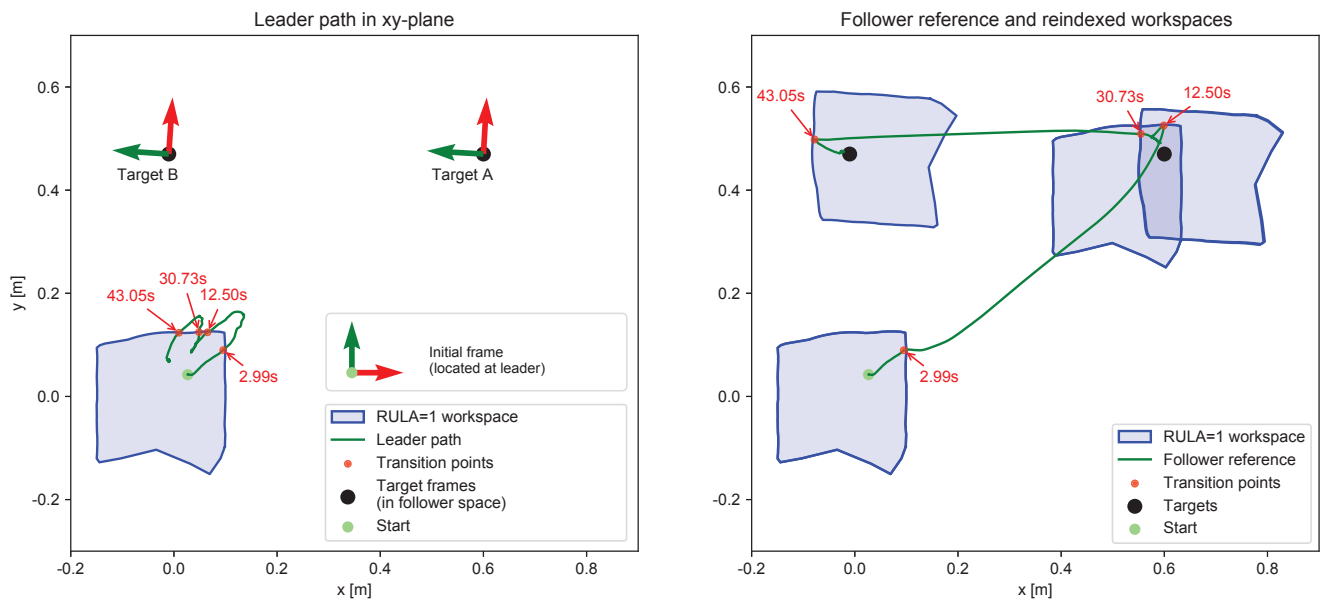 Leader path in xy-plane
y [m]
0.6
0.4
0.2
0.0
-0.2
Target B
Target A
43.05s
30.73s
12.50s
2.99s
Initial frame
(located at leader)
RULA=1 workspace
Leader path
Transition points
Target frames
(in follower space)
Start
-0.2
0.0
0.2
0.4
0.6
0.8
x [m]
Follower reference and reindexed workspaces
0.6
0.4
0.2
0.0
-0.2
43.05s
30.73s
12.50s
2.99s
RULA=1 workspace
Follower reference
Transition points
Targets
Start
-0.2
0.0
0.2
0.4
0.6
0.8
x [m]